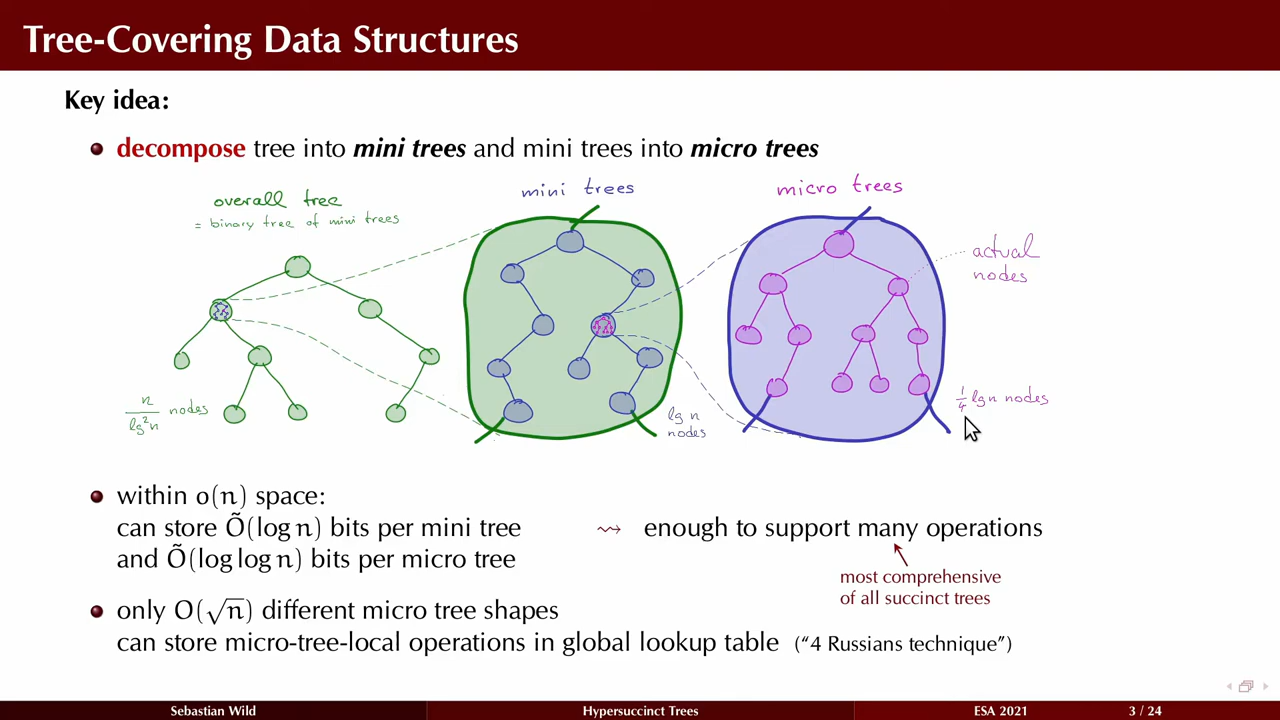 Tree-Covering Data Structures
Key idea:
decompose tree into mini trees and mini trees into micro trees
overall tree
= binary tree of mini trees
mini trees
micro trees
actual
nodes
n
lg²n
nodes
lg n
nodes
1/4 lg n nodes
within o(n) space:
can store Õ(log n) bits per mini tree
and Õ(log log n) bits per micro tree
⇝ enough to support many operations
most comprehensive
of all succinct trees
only O(√n) different micro tree shapes
can store micro-tree-local operations in global lookup table (“4 Russians technique”)
Sebastian Wild
Hypersuccinct Trees
ESA 2021
3 / 24